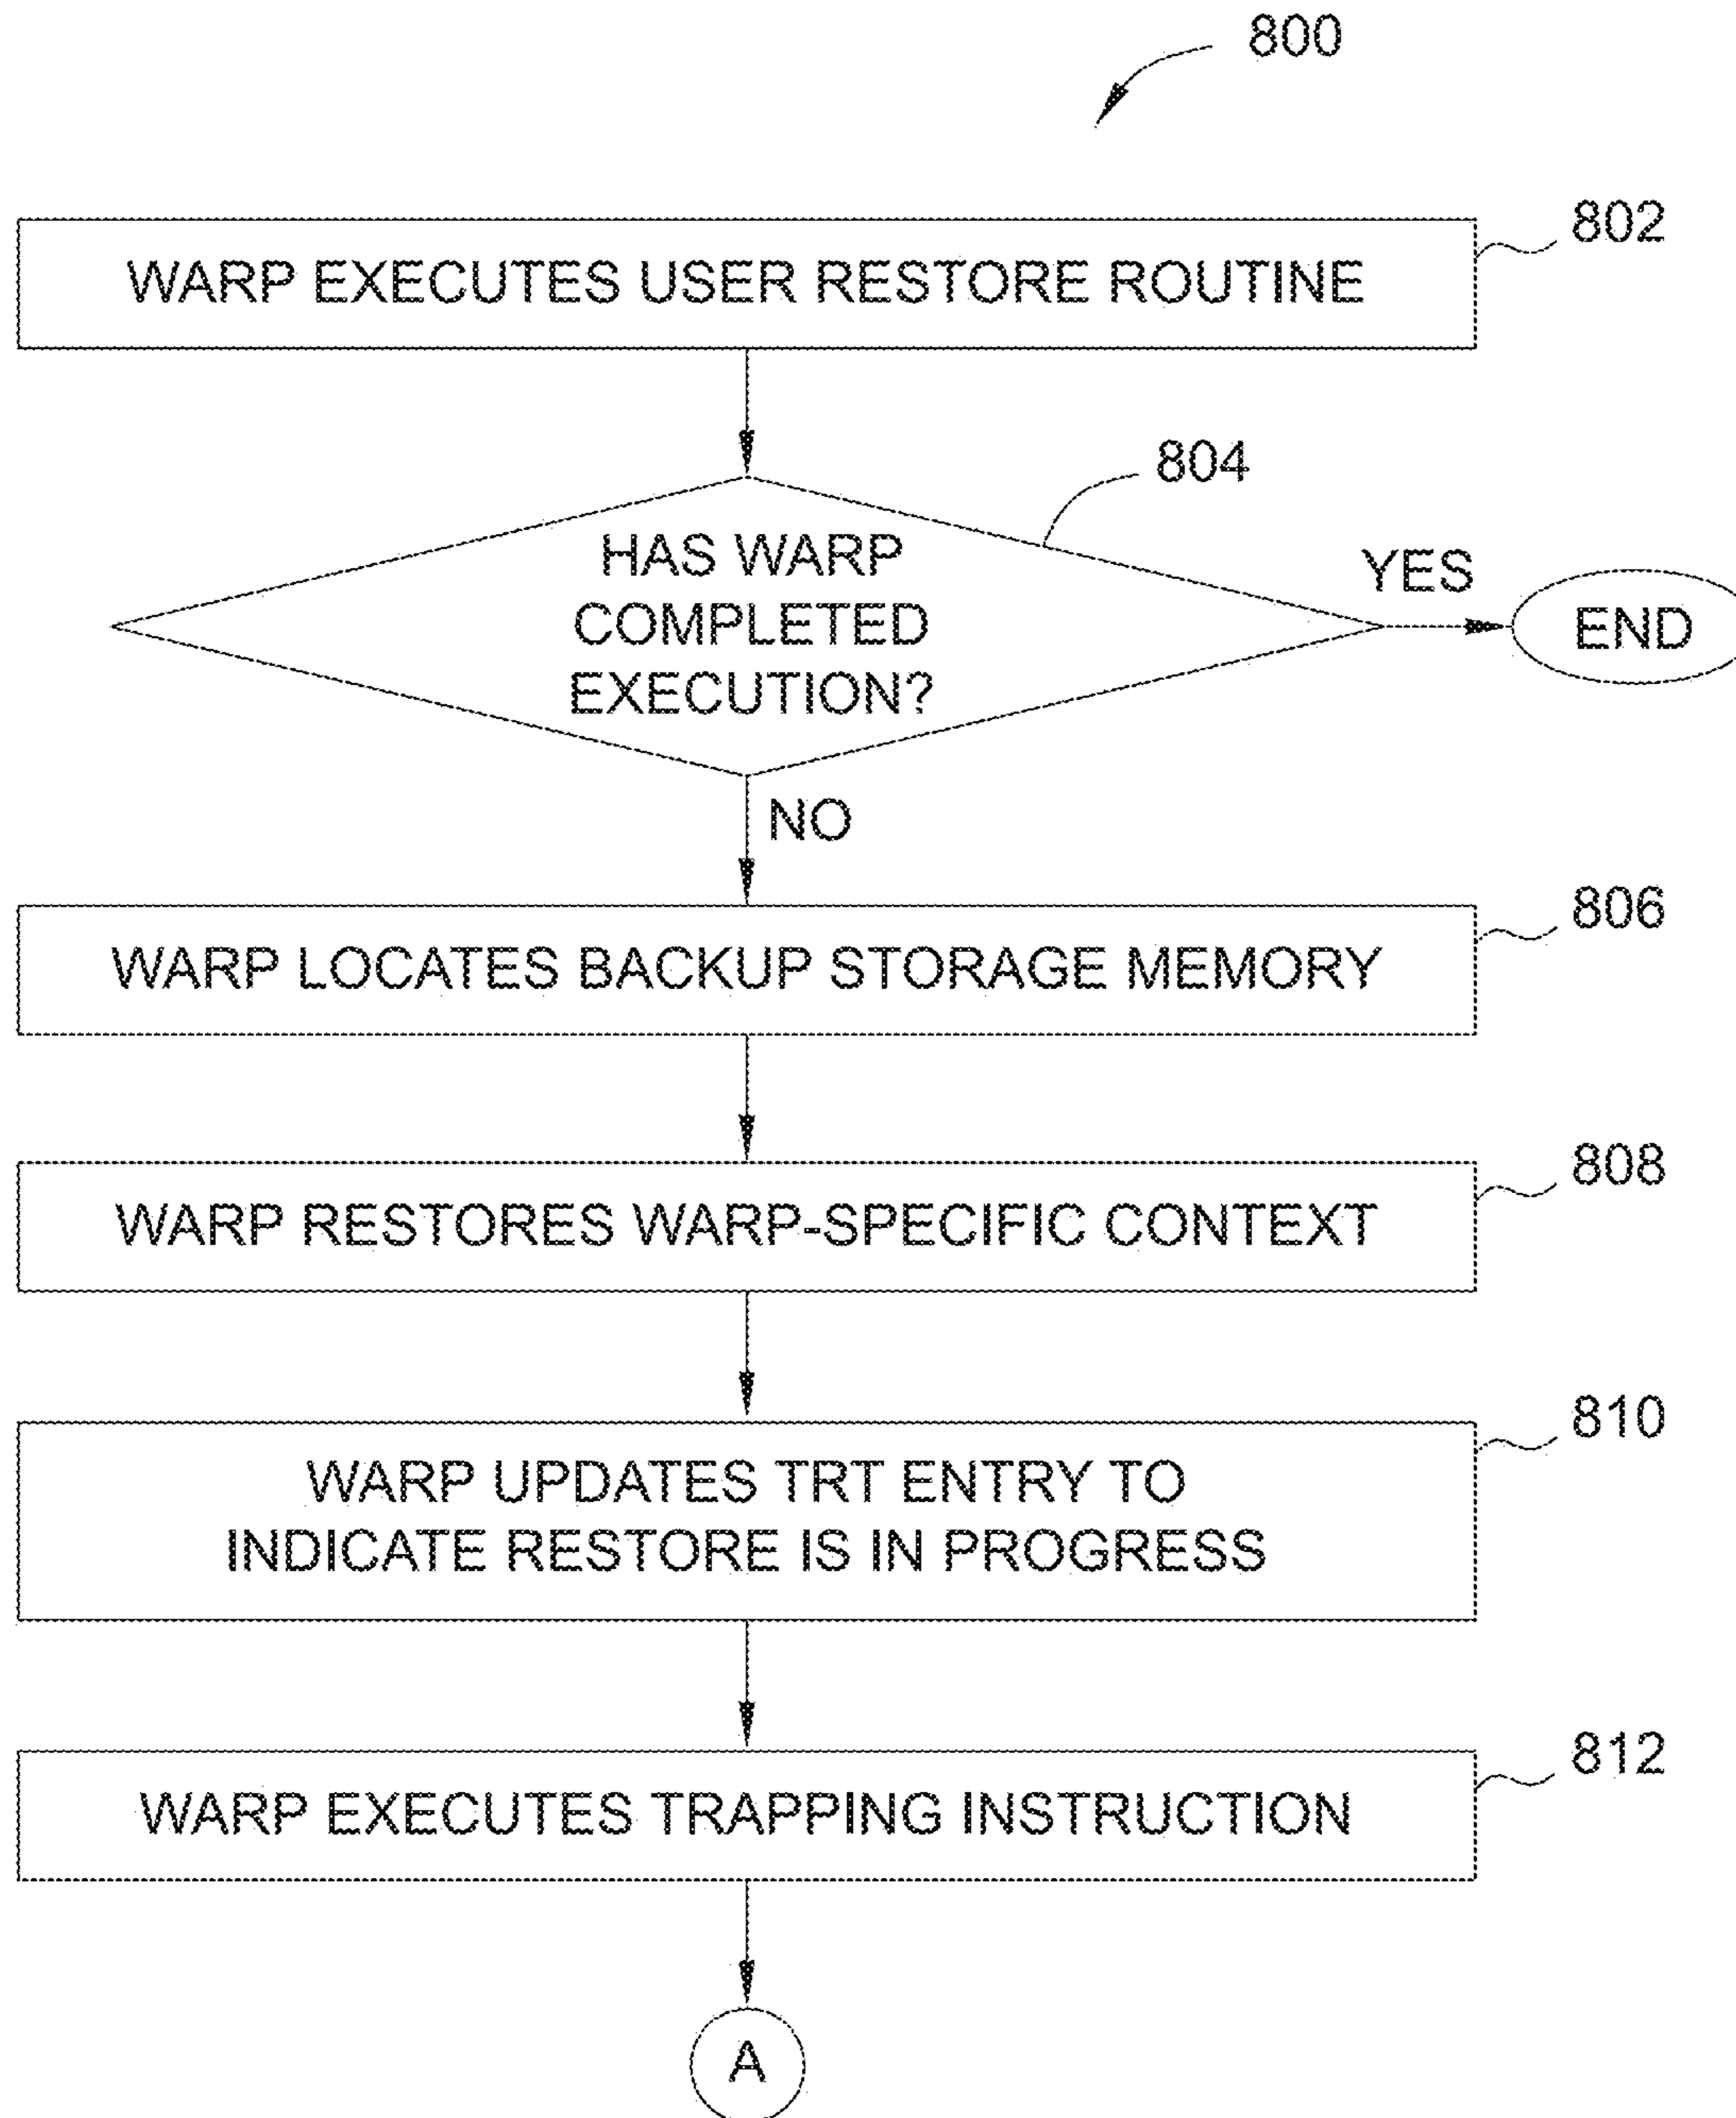 800
802
WARP EXECUTES USER RESTORE ROUTINE
804
HAS WARP
COMPLETED
EXECUTION?
YES
END
NO
806
WARP LOCATES BACKUP STORAGE MEMORY
808
WARP RESTORES WARP-SPECIFIC CONTEXT
810
WARP UPDATES TRT ENTRY TO
INDICATE RESTORE IS IN PROGRESS
812
WARP EXECUTES TRAPPING INSTRUCTION
A